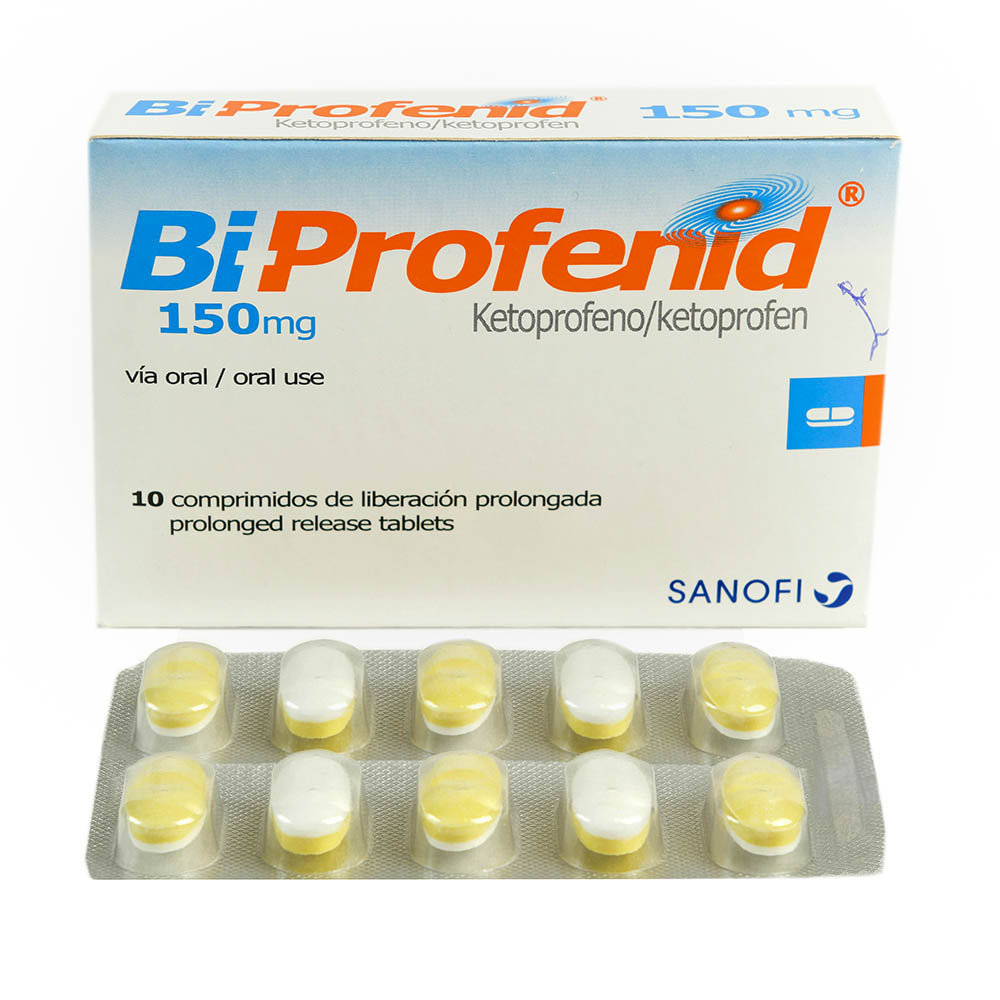 Bi-Profenid® 150 mg
Ketoprofeno/ketoprofen
Bi-Profenid®
150mg Ketoprofeno/ketoprofen
vía oral / oral use
10 comprimidos de liberación prolongada
prolonged release tablets
SANOFI